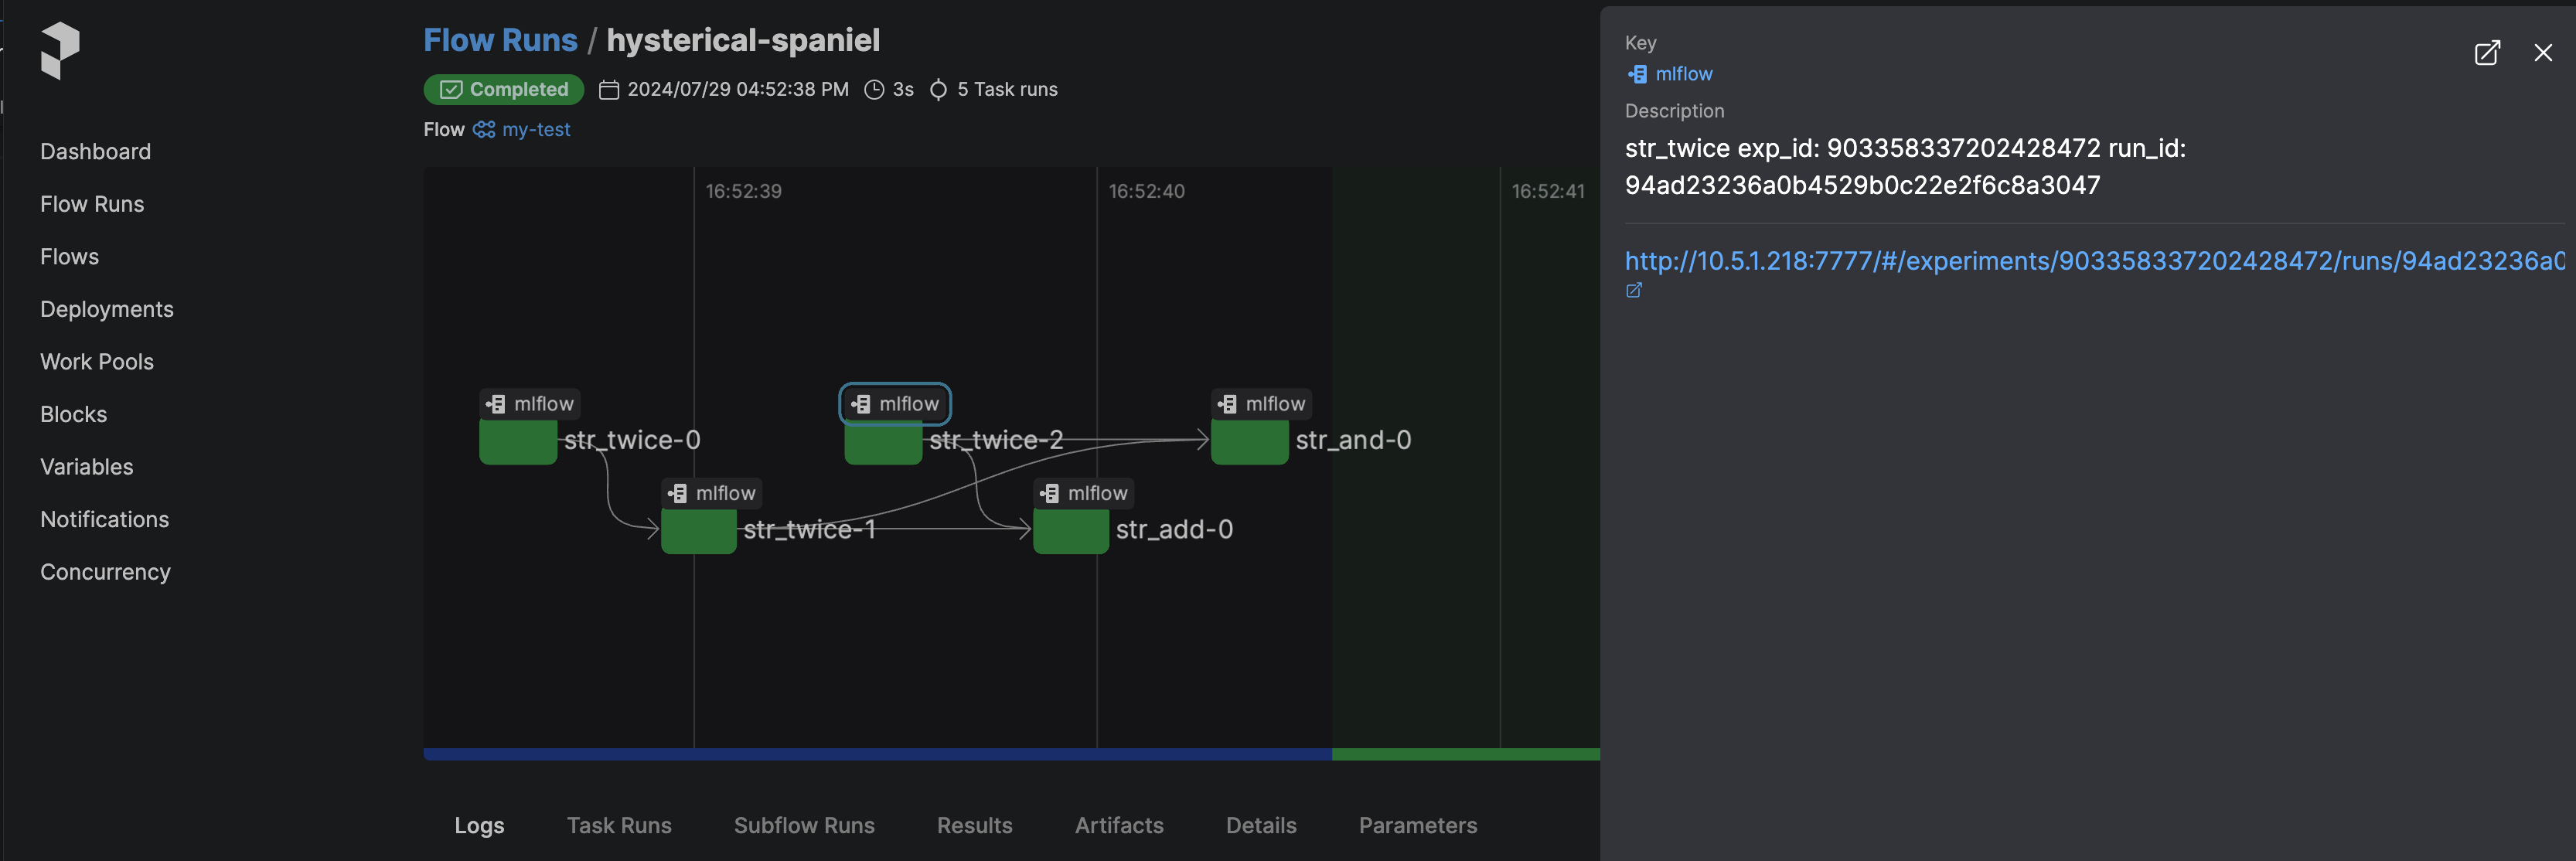 Flow Runs / hysterical-spaniel
Completed 2024/07/29 04:52:38 PM 3s 5 Task runs
Flow my-test
Dashboard
Flow Runs
Flows
Deployments
Work Pools
Blocks
Variables
Notifications
Concurrency
16:52:39
16:52:40
16:52:41
mlflow
str_twice-0
mlflow
str_twice-2
mlflow
str_and-0
mlflow
str_twice-1
mlflow
str_add-0
Logs
Task Runs
Subflow Runs
Results
Artifacts
Details
Parameters
Key
mlflow
Description
str_twice exp_id: 903358337202428472 run_id:
94ad23236a0b4529b0c22e2f6c8a3047
http://10.5.1.218:7777/#/experiments/903358337202428472/runs/94ad23236a0